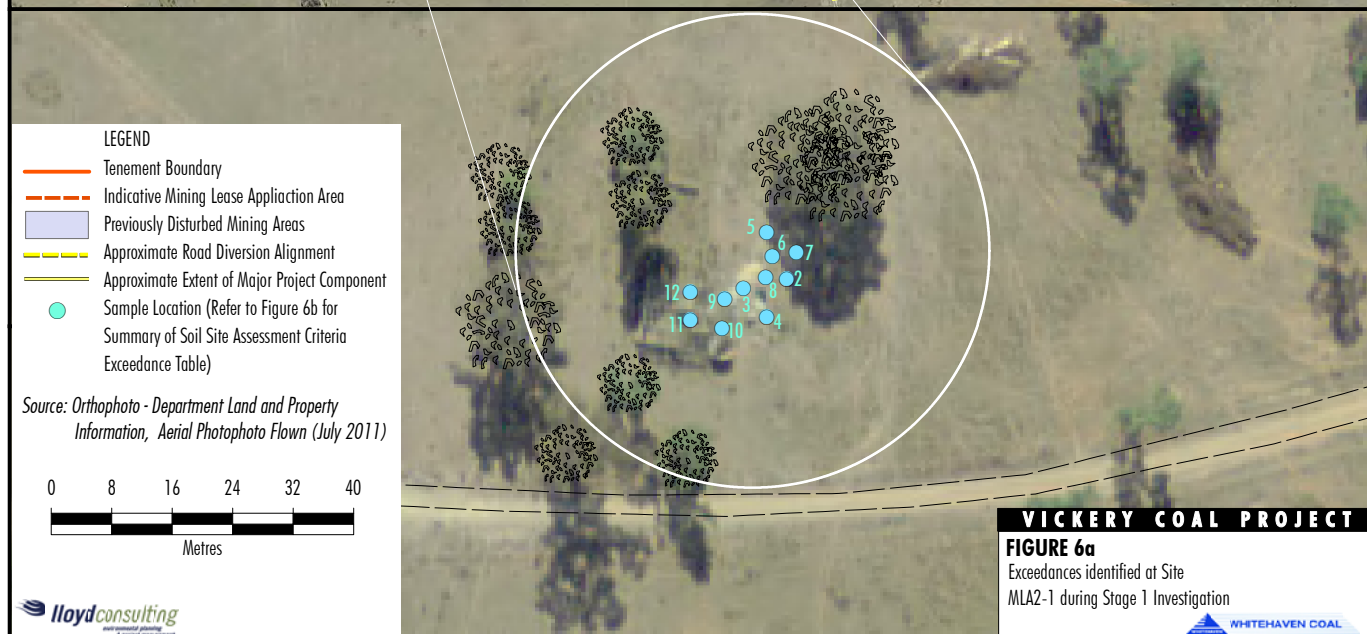 LEGEND
Tenement Boundary
Indicative Mining Lease Appliaction Area
Previously Disturbed Mining Areas
Approximate Road Diversion Alignment
Approximate Extent of Major Project Component
Sample Location (Refer to Figure 6b for
Summary of Soil Site Assessment Criteria
Exceedance Table)
Source: Orthophoto - Department Land and Property
Information, Aerial Photophoto Flown (July 2011)
0 8 16 24 32 40
Metres
lloydconsulting
environmental planning
5
6
7
8
2
12
9
3
11
10
4
VICKERY COAL PROJECT
FIGURE 6a
Exceedances identified at Site
MLA2-1 during Stage 1 Investigation
WHITEHAVEN
WHITEHAVEN COAL